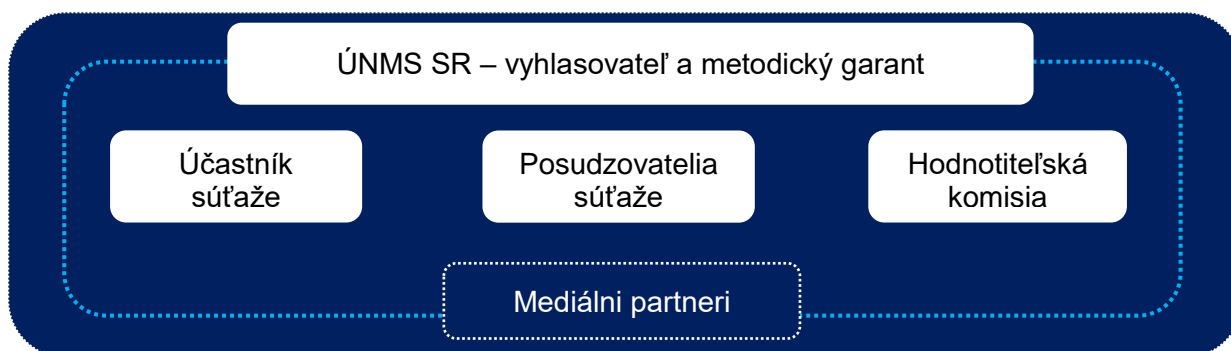 ÚNMS SR – vyhlasovateľ a metodický garant
Účastník
súťaže
Posudzovatelia
súťaže
Hodnotiteľská
komisia
Mediálni partneri